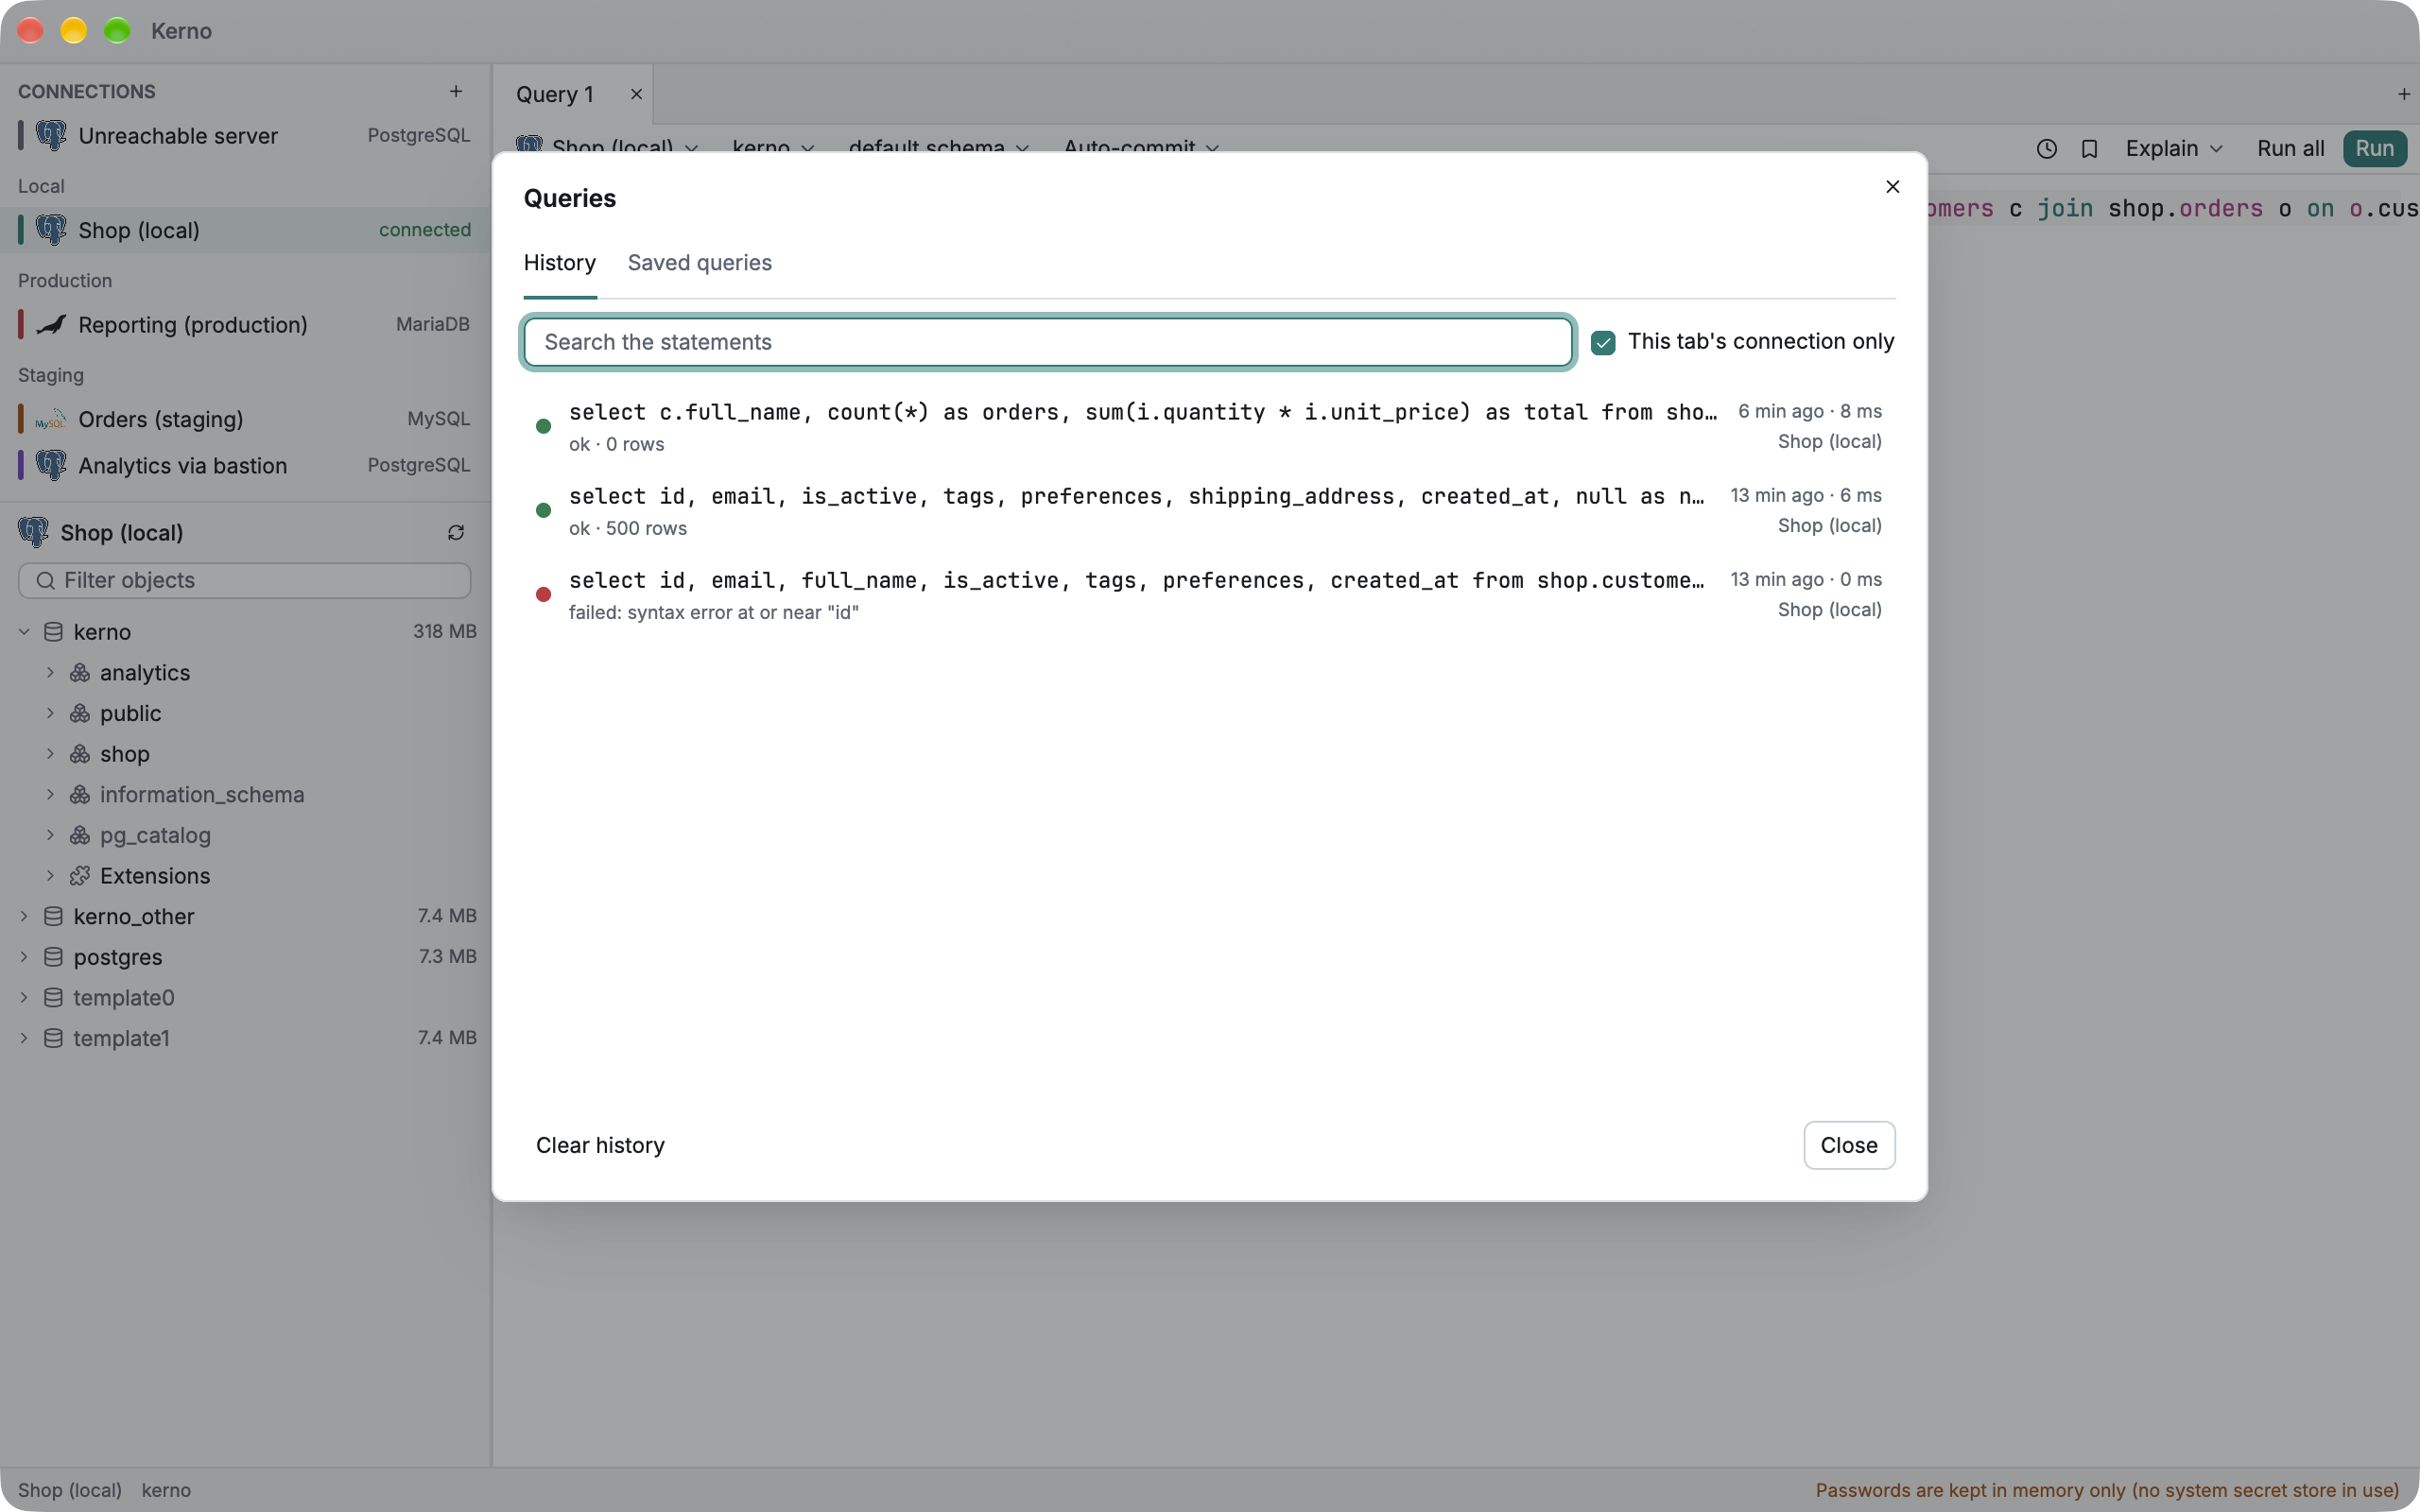 Kerno
CONNECTIONS
Unreachable server PostgreSQL
Local
Shop (local) connected
Production
Reporting (production) MariaDB
Staging
MySQL Orders (staging) MySQL
Analytics via bastion PostgreSQL
Shop (local)
Filter objects
kerno 318 MB
analytics
public
shop
information_schema
pg_catalog
Extensions
kerno_other 7.4 MB
postgres 7.3 MB
template0
template1 7.4 MB
Query 1
Shop (local) kerno default schema Auto-commit Explain Run all Run
omers c join shop.orders o on o.cus
Queries
History Saved queries
Search the statements This tab's connection only
select c.full_name, count(*) as orders, sum(i.quantity * i.unit_price) as total from sho… 6 min ago · 8 ms
ok · 0 rows Shop (local)
select id, email, is_active, tags, preferences, shipping_address, created_at, null as n… 13 min ago · 6 ms
ok · 500 rows Shop (local)
select id, email, full_name, is_active, tags, preferences, created_at from shop.custome… 13 min ago · 0 ms
failed: syntax error at or near "id" Shop (local)
Clear history Close
Shop (local) kerno Passwords are kept in memory only (no system secret store in use)